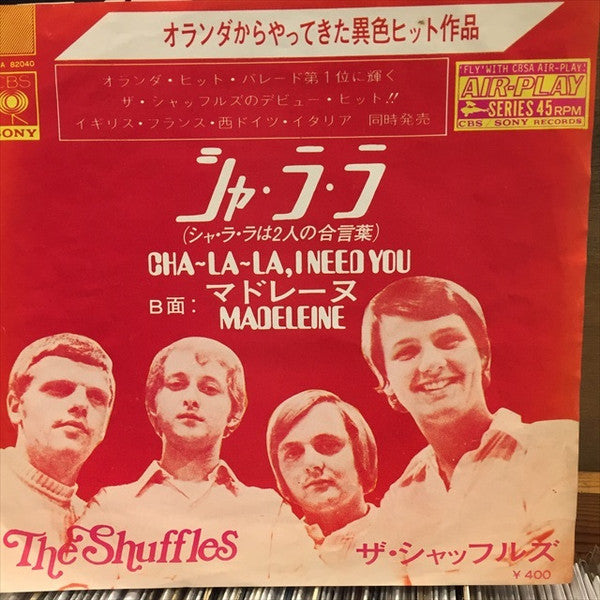 オランダからやってきた異色ヒット作品
A 82040
CBS
SONY
オランダ・ヒット・パレード第1位に輝く
ザ・シャッフルズのデビュー・ヒット!!
イギリス・フランス・西ドイツ・イタリア 同時発売
"FLY" WITH CBSA AIR-PLAY!
AIR-PLAY
SERIES 45 RPM
CBS/SONY RECORDS
シャ・ラ・ラ
(シャ・ラ・ラは2人の合言葉)
CHA~LA~LA, I NEED YOU
B面: マドレーヌ
MADELEINE
The Shuffles
ザ・シャッフルズ
¥400